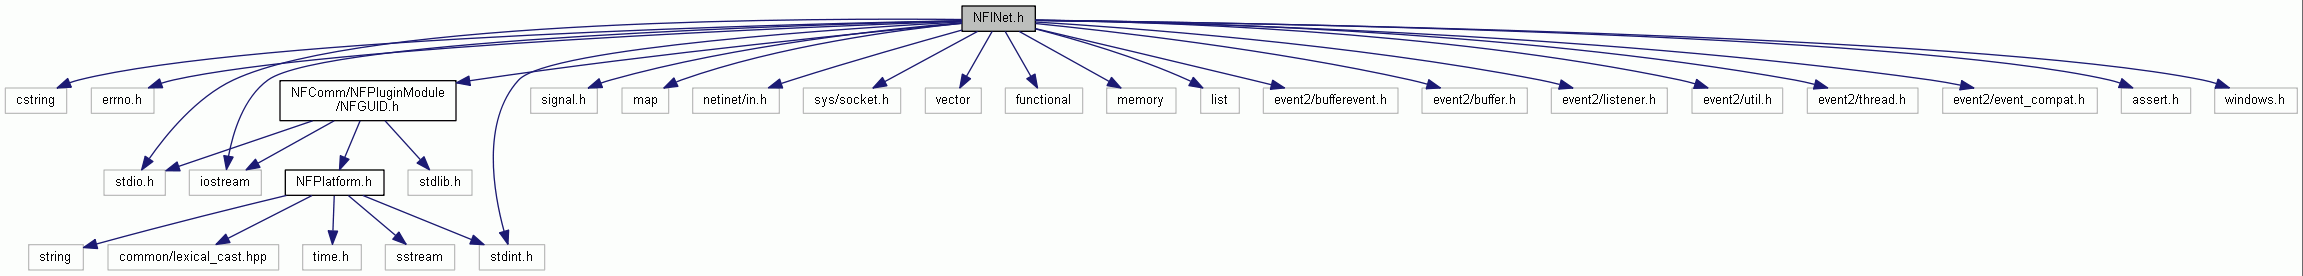 NFINet.h
cstring
errno.h
NFComm/NFPluginModule
/NFGUID.h
signal.h
map
netinet/in.h
sys/socket.h
vector
functional
memory
list
event2/bufferevent.h
event2/buffer.h
event2/listener.h
event2/util.h
event2/thread.h
event2/event_compat.h
assert.h
windows.h
stdio.h
iostream
NFPlatform.h
stdlib.h
string
common/lexical_cast.hpp
time.h
sstream
stdint.h